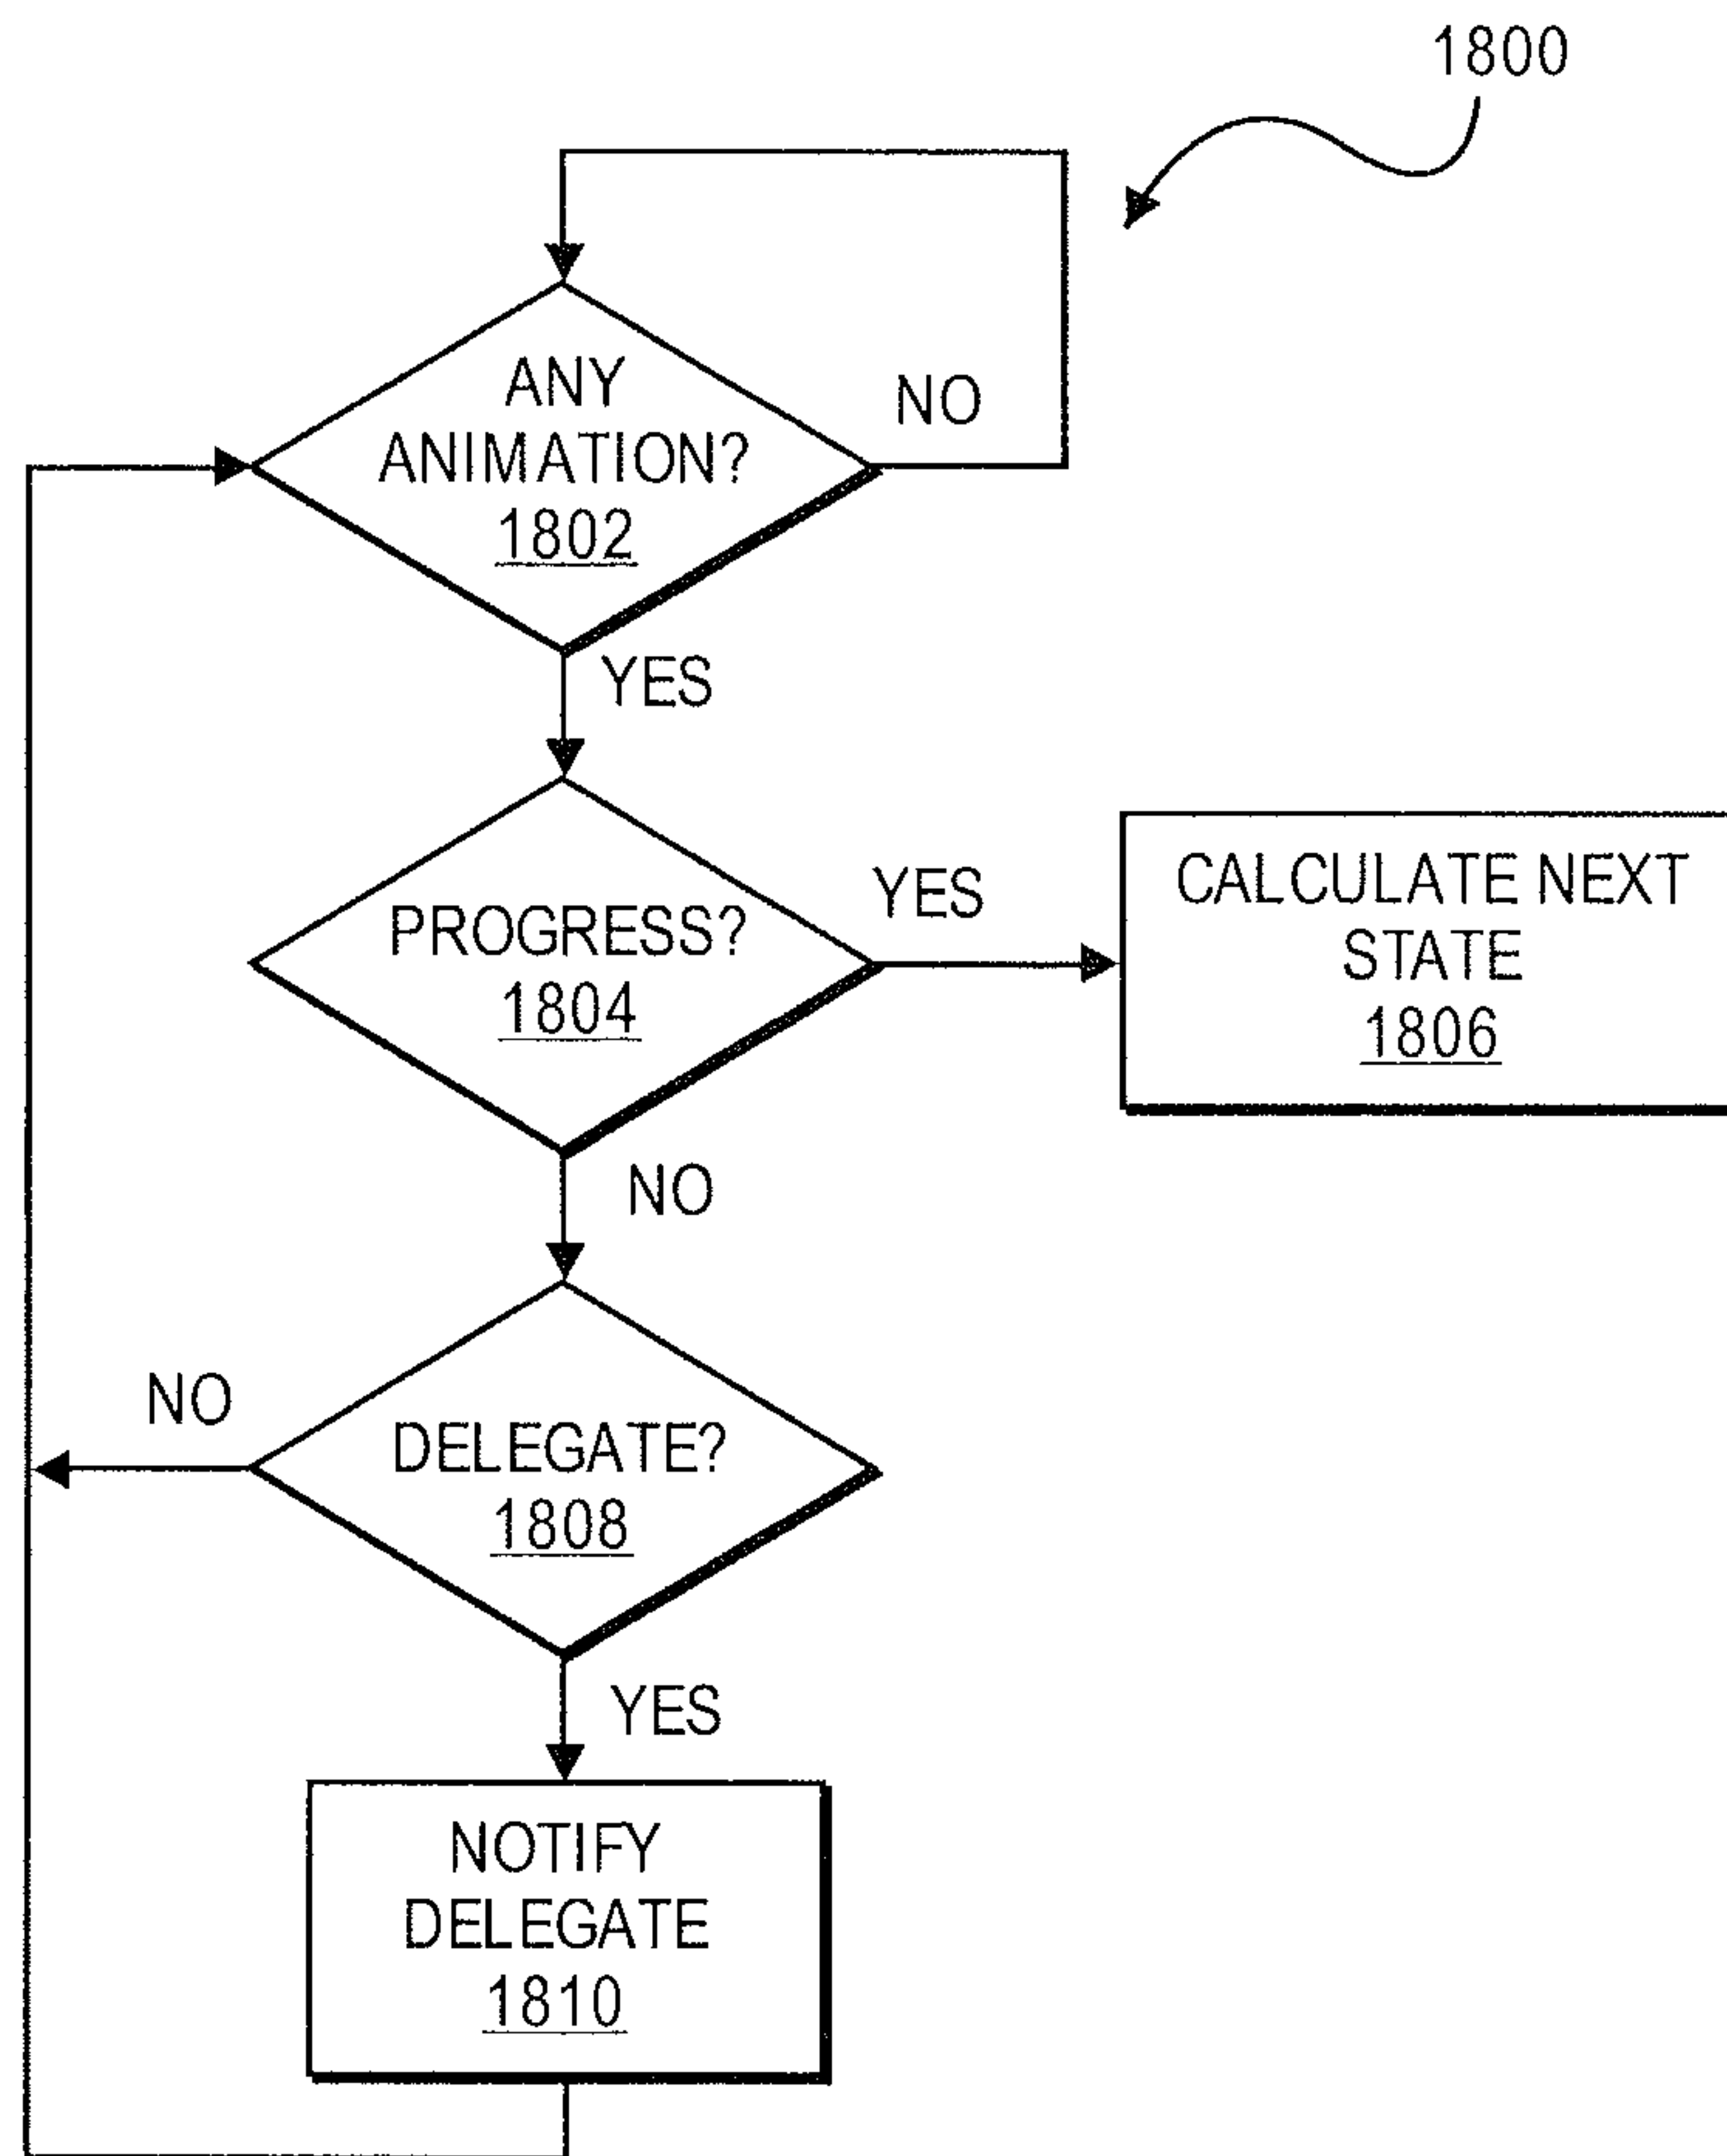 1800
ANY
ANIMATION?
1802
NO
YES
PROGRESS?
1804
YES
CALCULATE NEXT
STATE
1806
NO
DELEGATE?
1808
NO
YES
NOTIFY
DELEGATE
1810